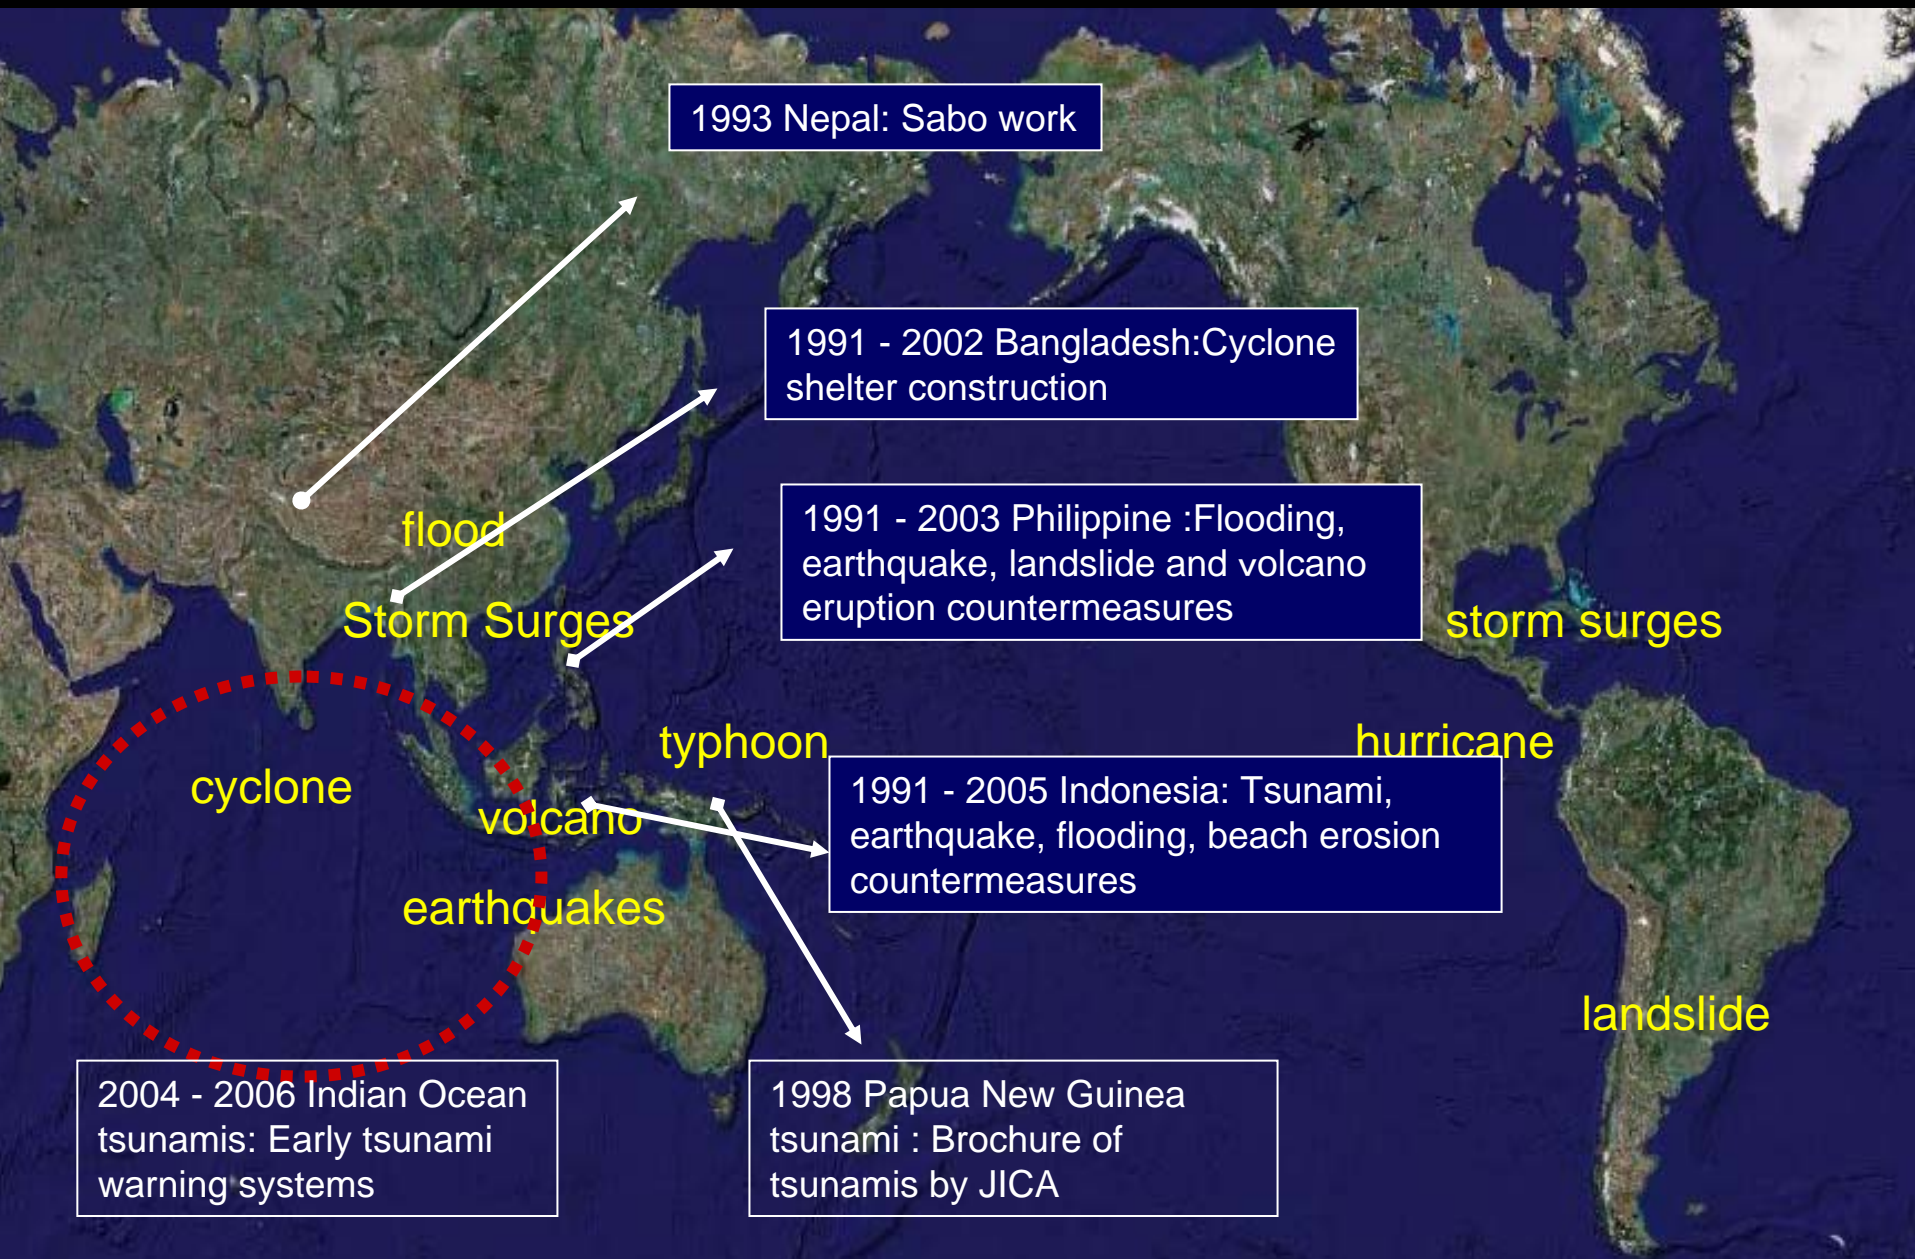 1993 Nepal: Sabo work
1991 - 2002 Bangladesh:Cyclone
shelter construction
flood
1991 - 2003 Philippine :Flooding,
earthquake, landslide and volcano
eruption countermeasures
Storm Surges
storm surges
typhoon
hurricane
cyclone
volcano
1991 - 2005 Indonesia: Tsunami,
earthquake, flooding, beach erosion
countermeasures
earthquakes
landslide
2004 - 2006 Indian Ocean
tsunamis: Early tsunami
warning systems
1998 Papua New Guinea
tsunami : Brochure of
tsunamis by JICA